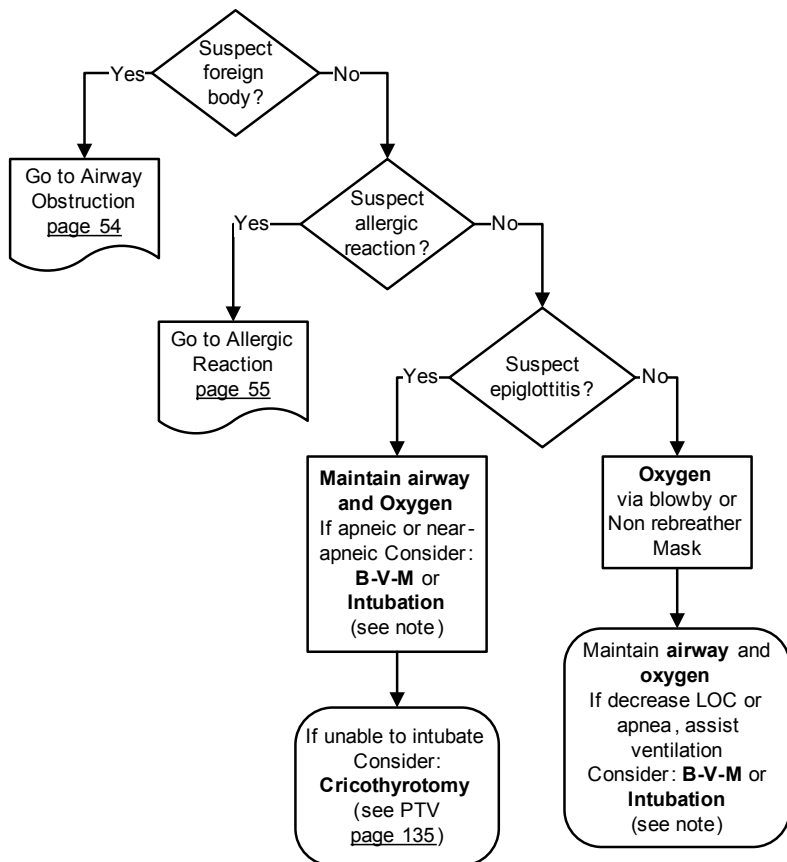 Suspect
foreign
body?
Yes
No
Go to Airway
Obstruction
page 54
Suspect
allergic
reaction?
Yes
No
Go to Allergic
Reaction
page 55
Suspect
epiglottitis?
Yes
No
Maintain airway
and Oxygen
If apneic or near-
apneic Consider:
B-V-M or
Intubation
(see note)
Oxygen
via blowby or
Non rebreather
Mask
If unable to intubate
Consider:
Cricothyrotomy
(see PTV
page 135)
Maintain airway and
oxygen
If decrease LOC or
apnea, assist
ventilation
Consider: B-V-M or
Intubation
(see note)